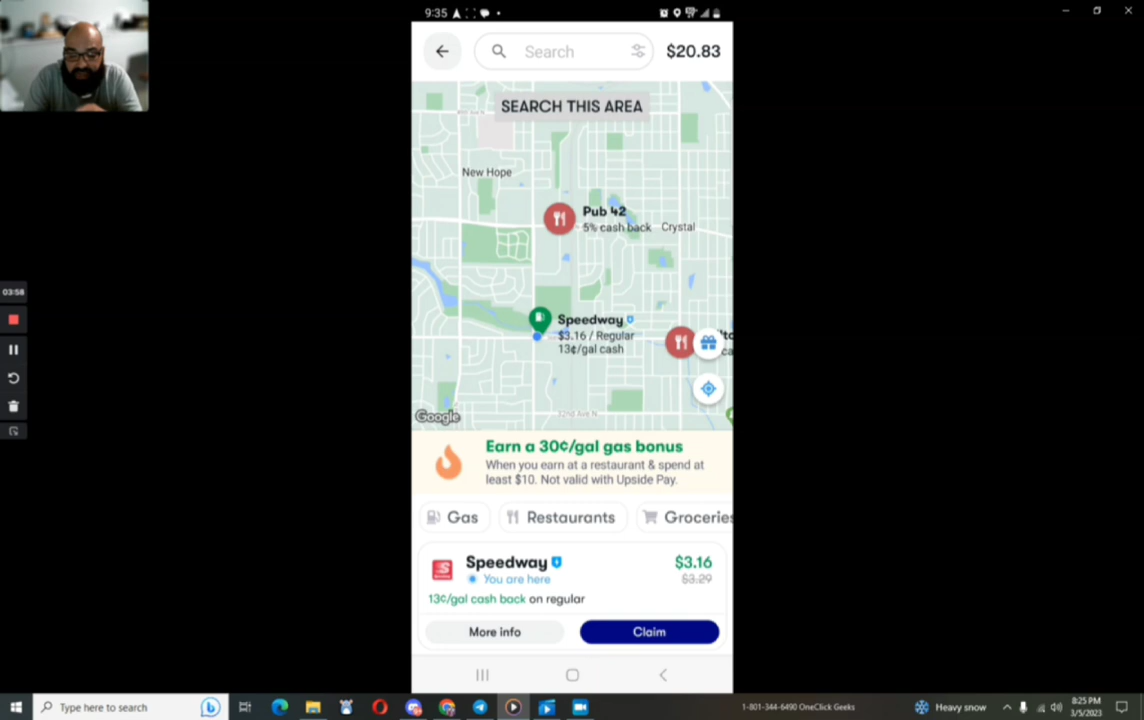 9:35
Search
$20.83
SEARCH THIS AREA
New Hope
Pub 42
5% cash back
Crystal
Speedway
$3.16 / Regular
13¢/gal cash
Google
Earn a 30¢/gal gas bonus
When you earn at a restaurant & spend at
least $10. Not valid with Upside Pay.
Gas
Restaurants
Groceries
Speedway
$3.16
You are here
$3.29
13¢/gal cash back on regular
More info
Claim
03:58
Type here to search
1-801-344-6490 OneClick Geeks
Heavy snow
8:25 PM
3/5/2023